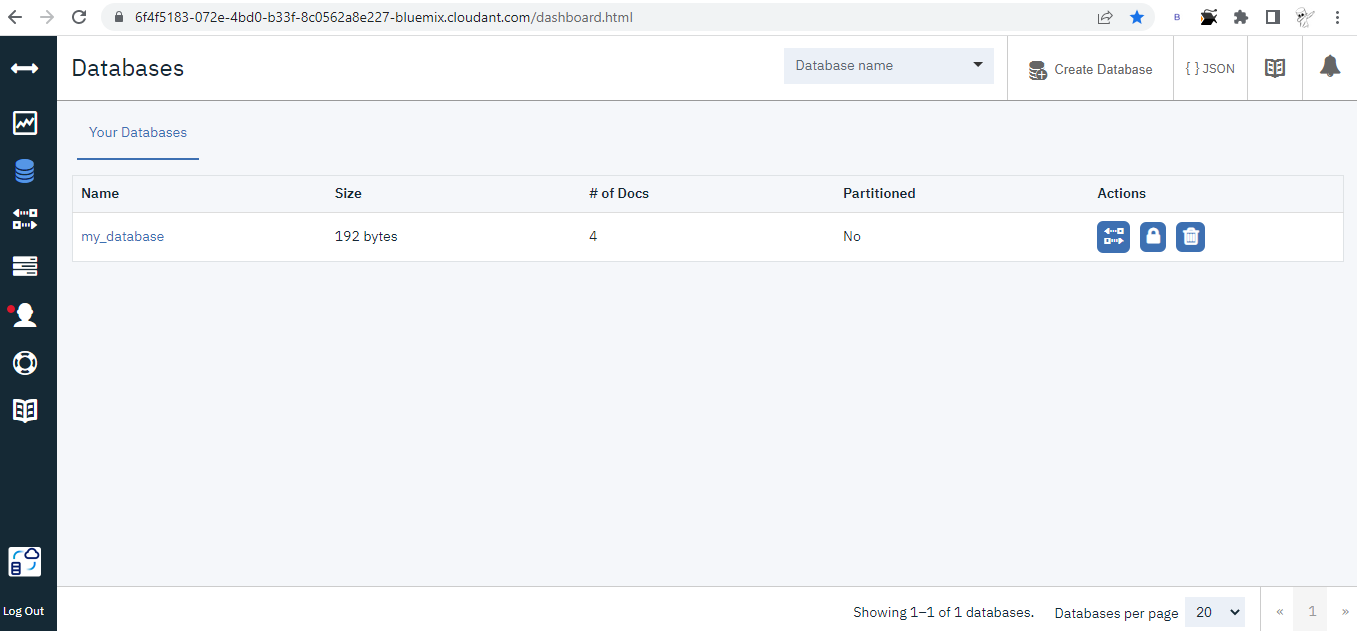 6f4f5183-072e-4bd0-b33f-8c0562a8e227-bluemix.cloudant.com/dashboard.html
B
Databases
Database name
Create Database
{ } JSON
Your Databases
Name Size # of Docs Partitioned Actions
my_database 192 bytes 4 No
Log Out
Showing 1–1 of 1 databases. Databases per page 20 « 1 »